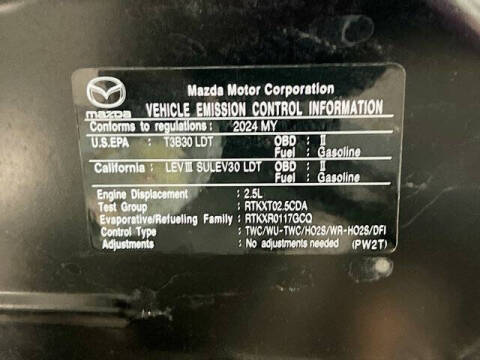 Mazda Motor Corporation
mazda VEHICLE EMISSION CONTROL INFORMATION
Conforms to regulations: 2024 MY
U.S.EPA : T3B30 LDT OBD : II
Fuel : Gasoline
California : LEV III SULEV30 LDT OBD : II
Fuel : Gasoline
Engine Displacement : 2.5L
Group : RTKXT02.5CDA
Evaporative/Refueling Family : RTKXR0117GCQ
Control Type : TWC/WU-TWC/HO2S/WR-HO2S/DFI
Adjustments : No adjustments needed (PW2T)